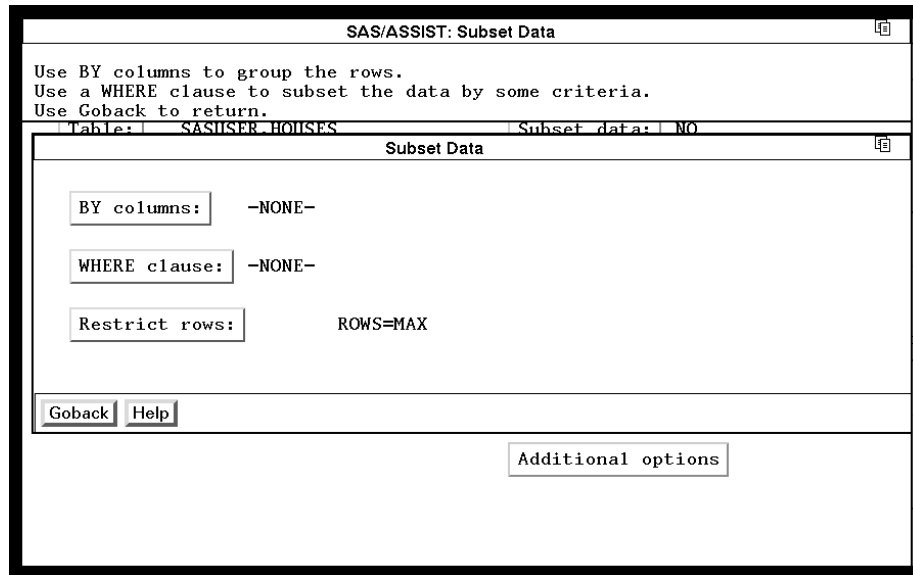 SAS/ASSIST: Subset Data
Use BY columns to group the rows.
Use a WHERE clause to subset the data by some criteria.
Use Goback to return.
Table: SASUSER.HOUSES Subset data: NO
Subset Data
BY columns: -NONE-
WHERE clause: -NONE-
Restrict rows: ROWS=MAX
Goback Help
Additional options